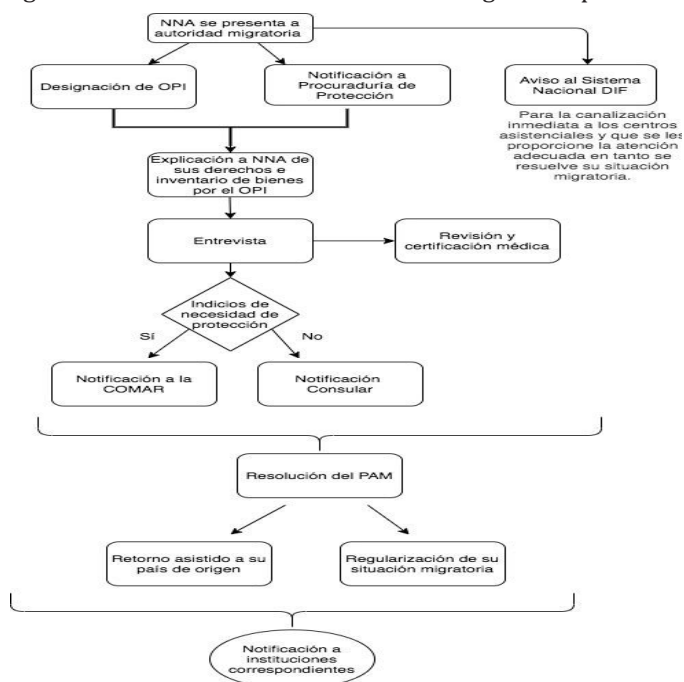 NNA se presenta a
autoridad migratoria
Designación de OPI
Notificación a
Procuraduría de
Protección
Aviso al Sistema
Nacional DIF
Para la canalización
inmediata a los centros
asistenciales y que se les
proporcione la atención
adecuada en tanto se
resuelve su situación
migratoria.
Explicación a NNA de
sus derechos e
inventario de bienes
por el OPI
Entrevista
Revisión y
certificación médica
Indicios de
necesidad de
protección
Sí
No
Notificación a la
COMAR
Notificación
Consular
Resolución del PAM
Retorno asistido a su
país de origen
Regularización de su
situación migratoria
Notificación a
instituciones
correspondientes